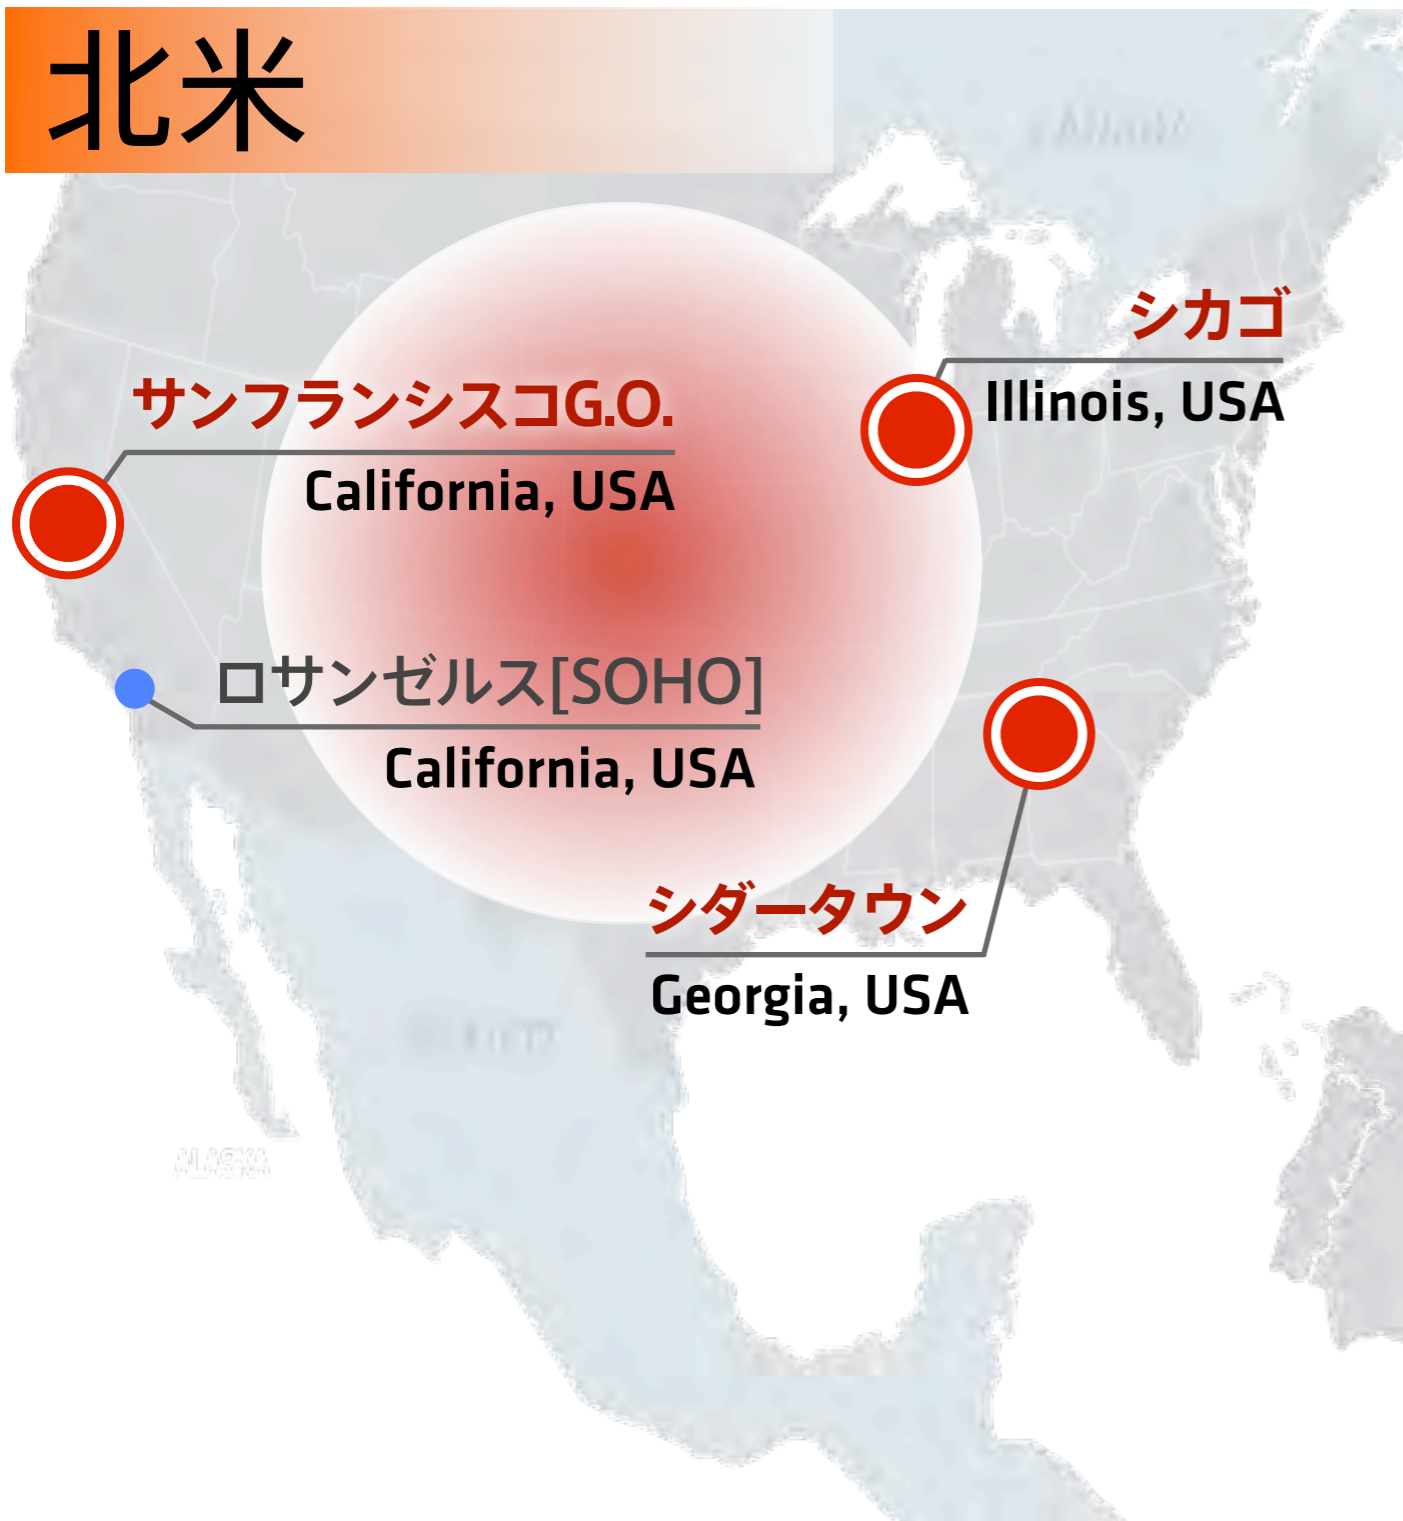 北米
シカゴ
Illinois, USA
サンフランシスコG.O.
California, USA
ロサンゼルス[SOHO]
California, USA
シダータウン
Georgia, USA
ALASKA